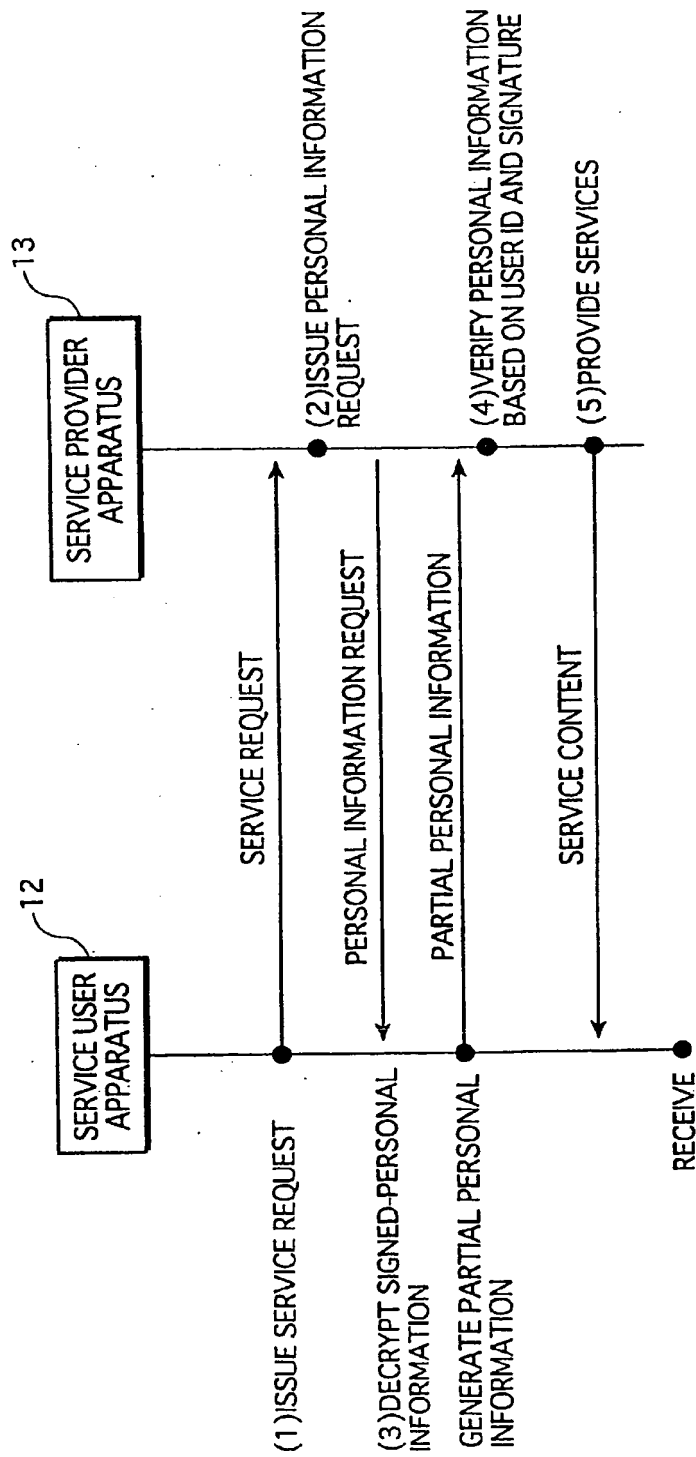 12
SERVICE USER
APPARATUS
13
SERVICE PROVIDER
APPARATUS
(1)ISSUE SERVICE REQUEST
SERVICE REQUEST
(2)ISSUE PERSONAL INFORMATION
REQUEST
PERSONAL INFORMATION REQUEST
(3)DECRYPT SIGNED-PERSONAL
INFORMATION
GENERATE PARTIAL PERSONAL
INFORMATION
PARTIAL PERSONAL INFORMATION
(4)VERIFY PERSONAL INFORMATION
BASED ON USER ID AND SIGNATURE
(5)PROVIDE SERVICES
SERVICE CONTENT
RECEIVE